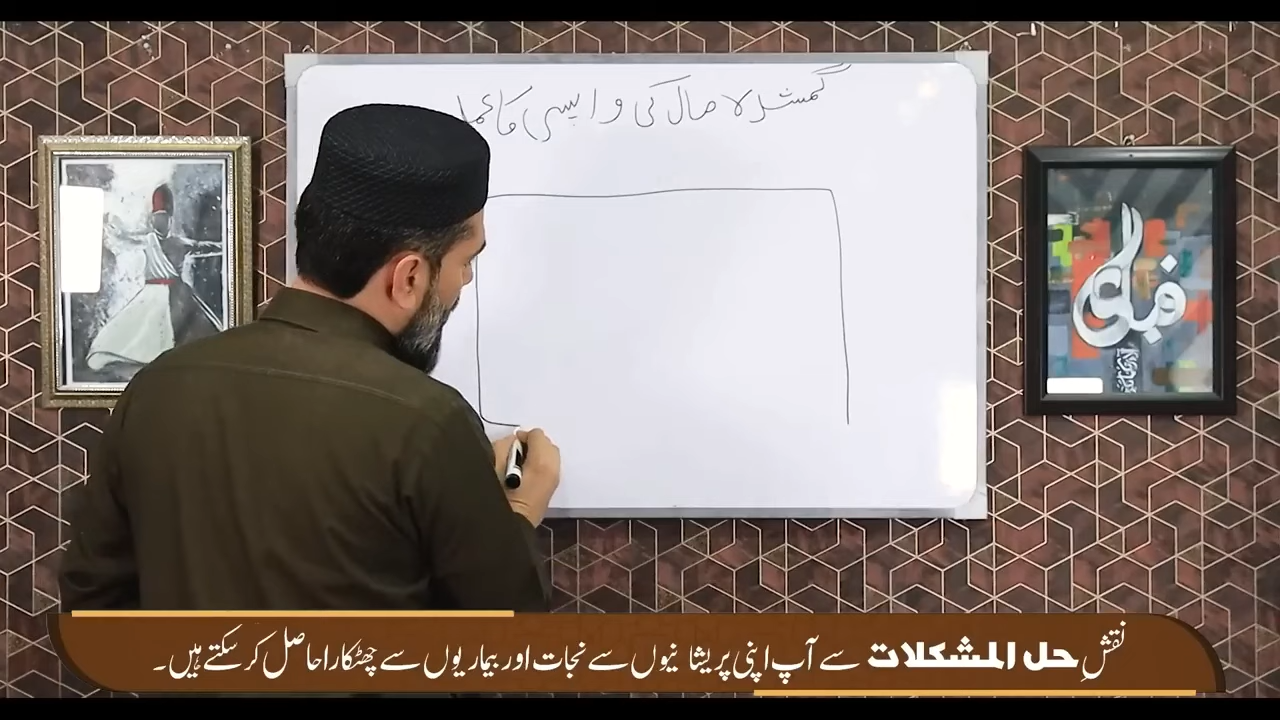 گمشدہ مال کی واپسی کا عمل
فبای
نقشِ حل المشکلات سے آپ اپنی پریشانیوں سے نجات اور بیماریوں سے چھٹکارا حاصل کر سکتے ہیں۔